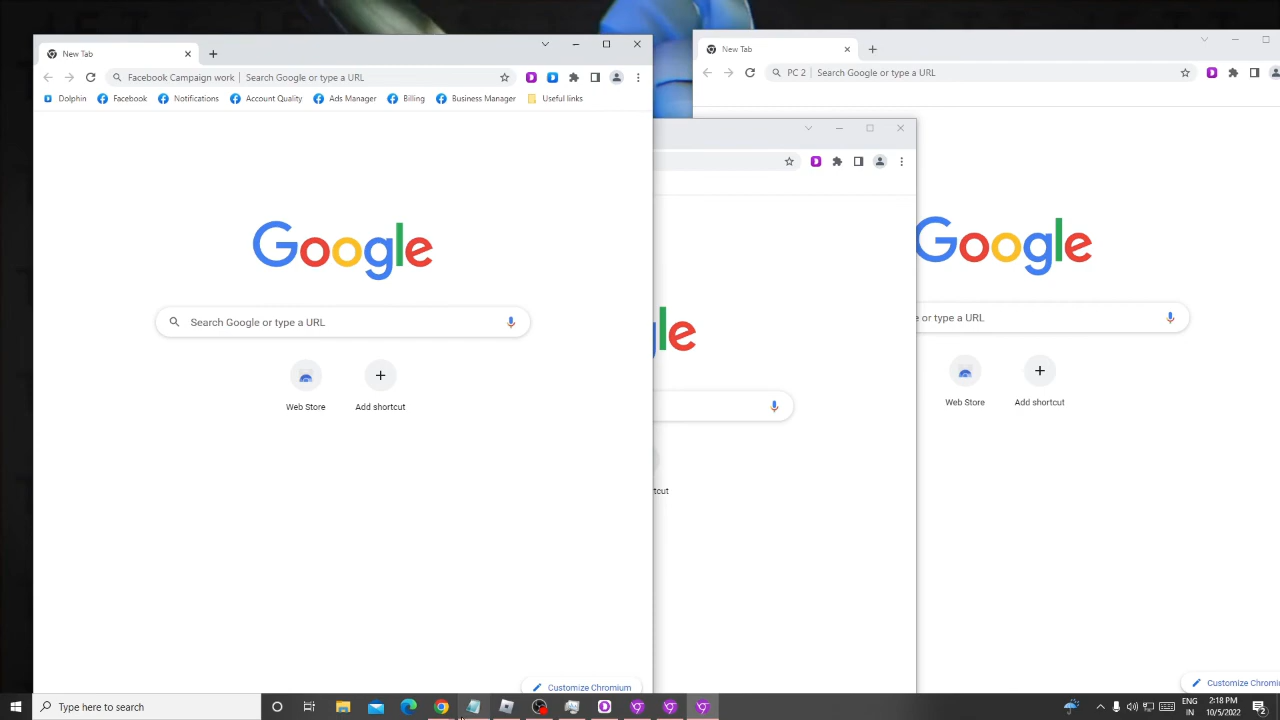 New Tab
Facebook Campaign work | Search Google or type a URL
Dolphin Facebook Notifications Account Quality Ads Manager Billing Business Manager Useful links
Google
Search Google or type a URL
Web Store Add shortcut
Customize Chromium
le
tcut
New Tab
PC 2 | Search Google or type a URL
Google
e or type a URL
Web Store Add shortcut
Customize Chromi
Type here to search
ENG
IN
2:18 PM
10/5/2022
2